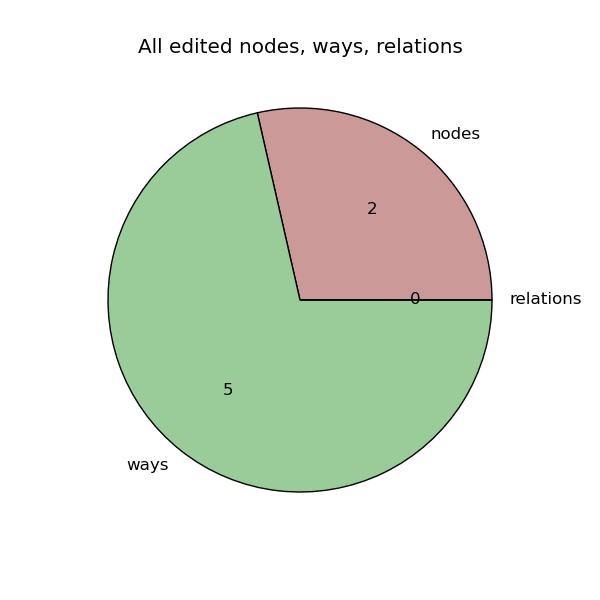 All edited nodes, ways, relations
nodes
2
0
relations
5
ways